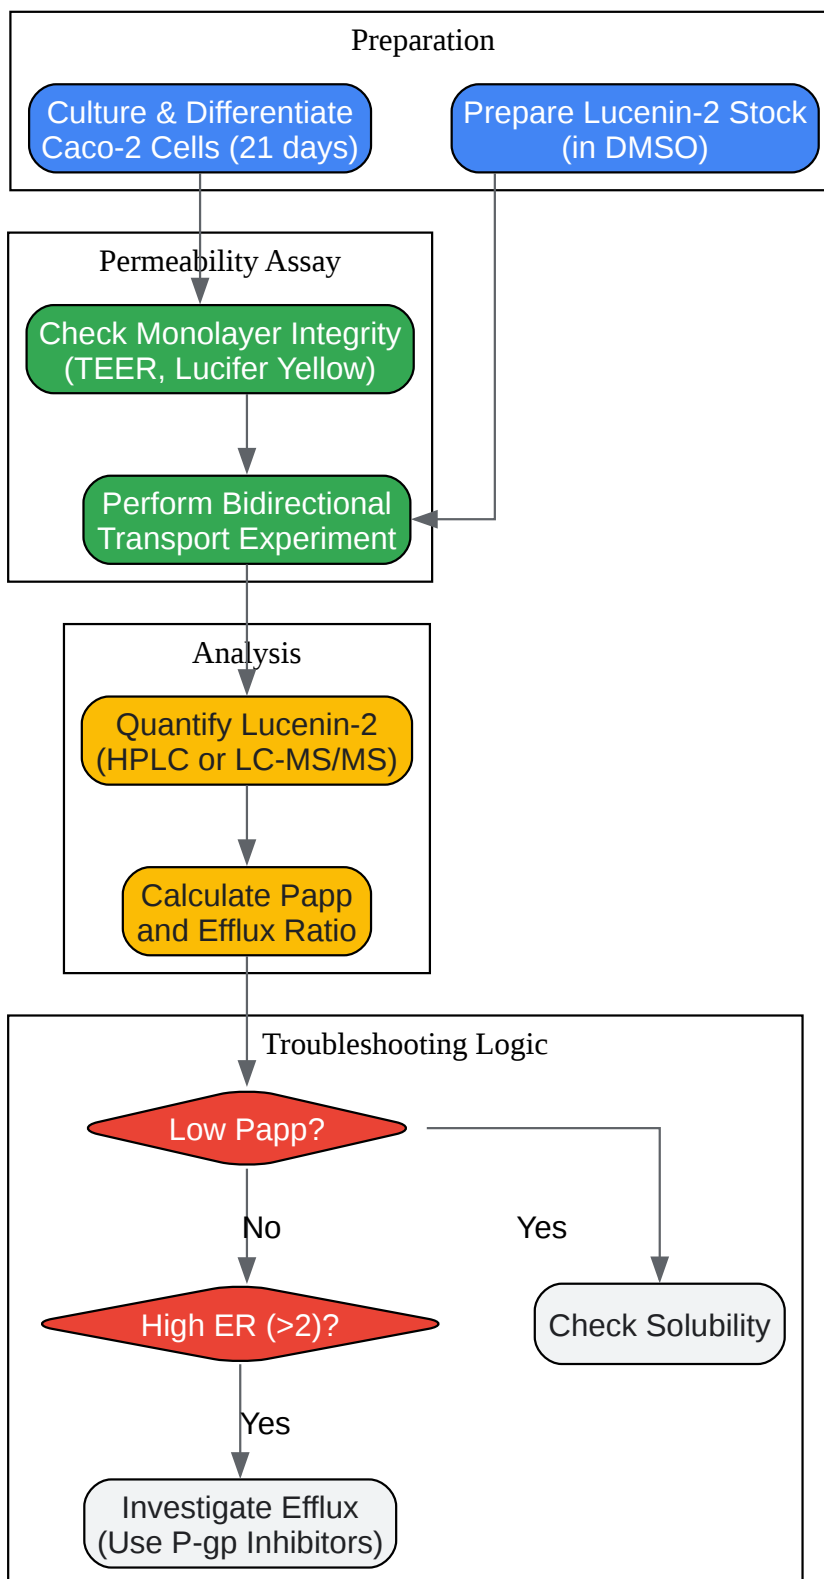 Preparation
Culture & Differentiate
Caco-2 Cells (21 days)
Prepare Lucenin-2 Stock
(in DMSO)
Permeability Assay
Check Monolayer Integrity
(TEER, Lucifer Yellow)
Perform Bidirectional
Transport Experiment
Analysis
Quantify Lucenin-2
(HPLC or LC-MS/MS)
Calculate Papp
and Efflux Ratio
Troubleshooting Logic
Low Papp?
No
Yes
High ER (>2)?
Check Solubility
Yes
Investigate Efflux
(Use P-gp Inhibitors)